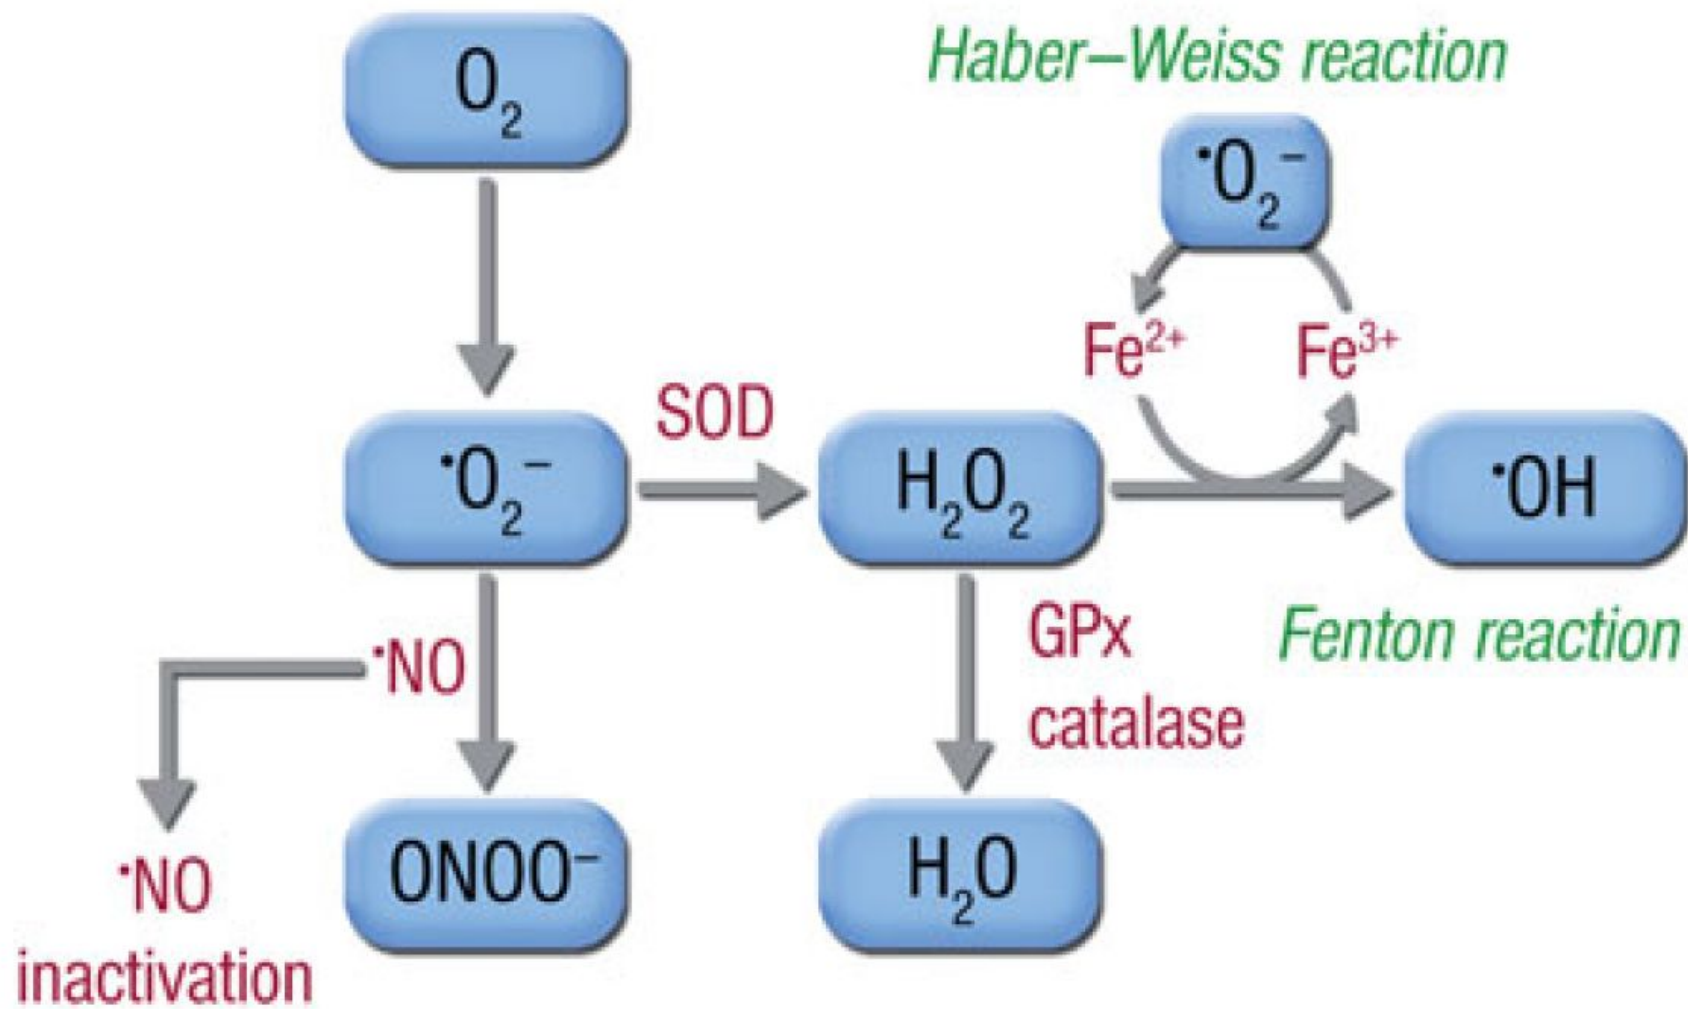 O₂
Haber–Weiss reaction
•O₂⁻
Fe²⁺
Fe³⁺
•O₂⁻
SOD
H₂O₂
•OH
Fenton reaction
•NO
GPx
catalase
•NO
inactivation
ONOO⁻
H₂O